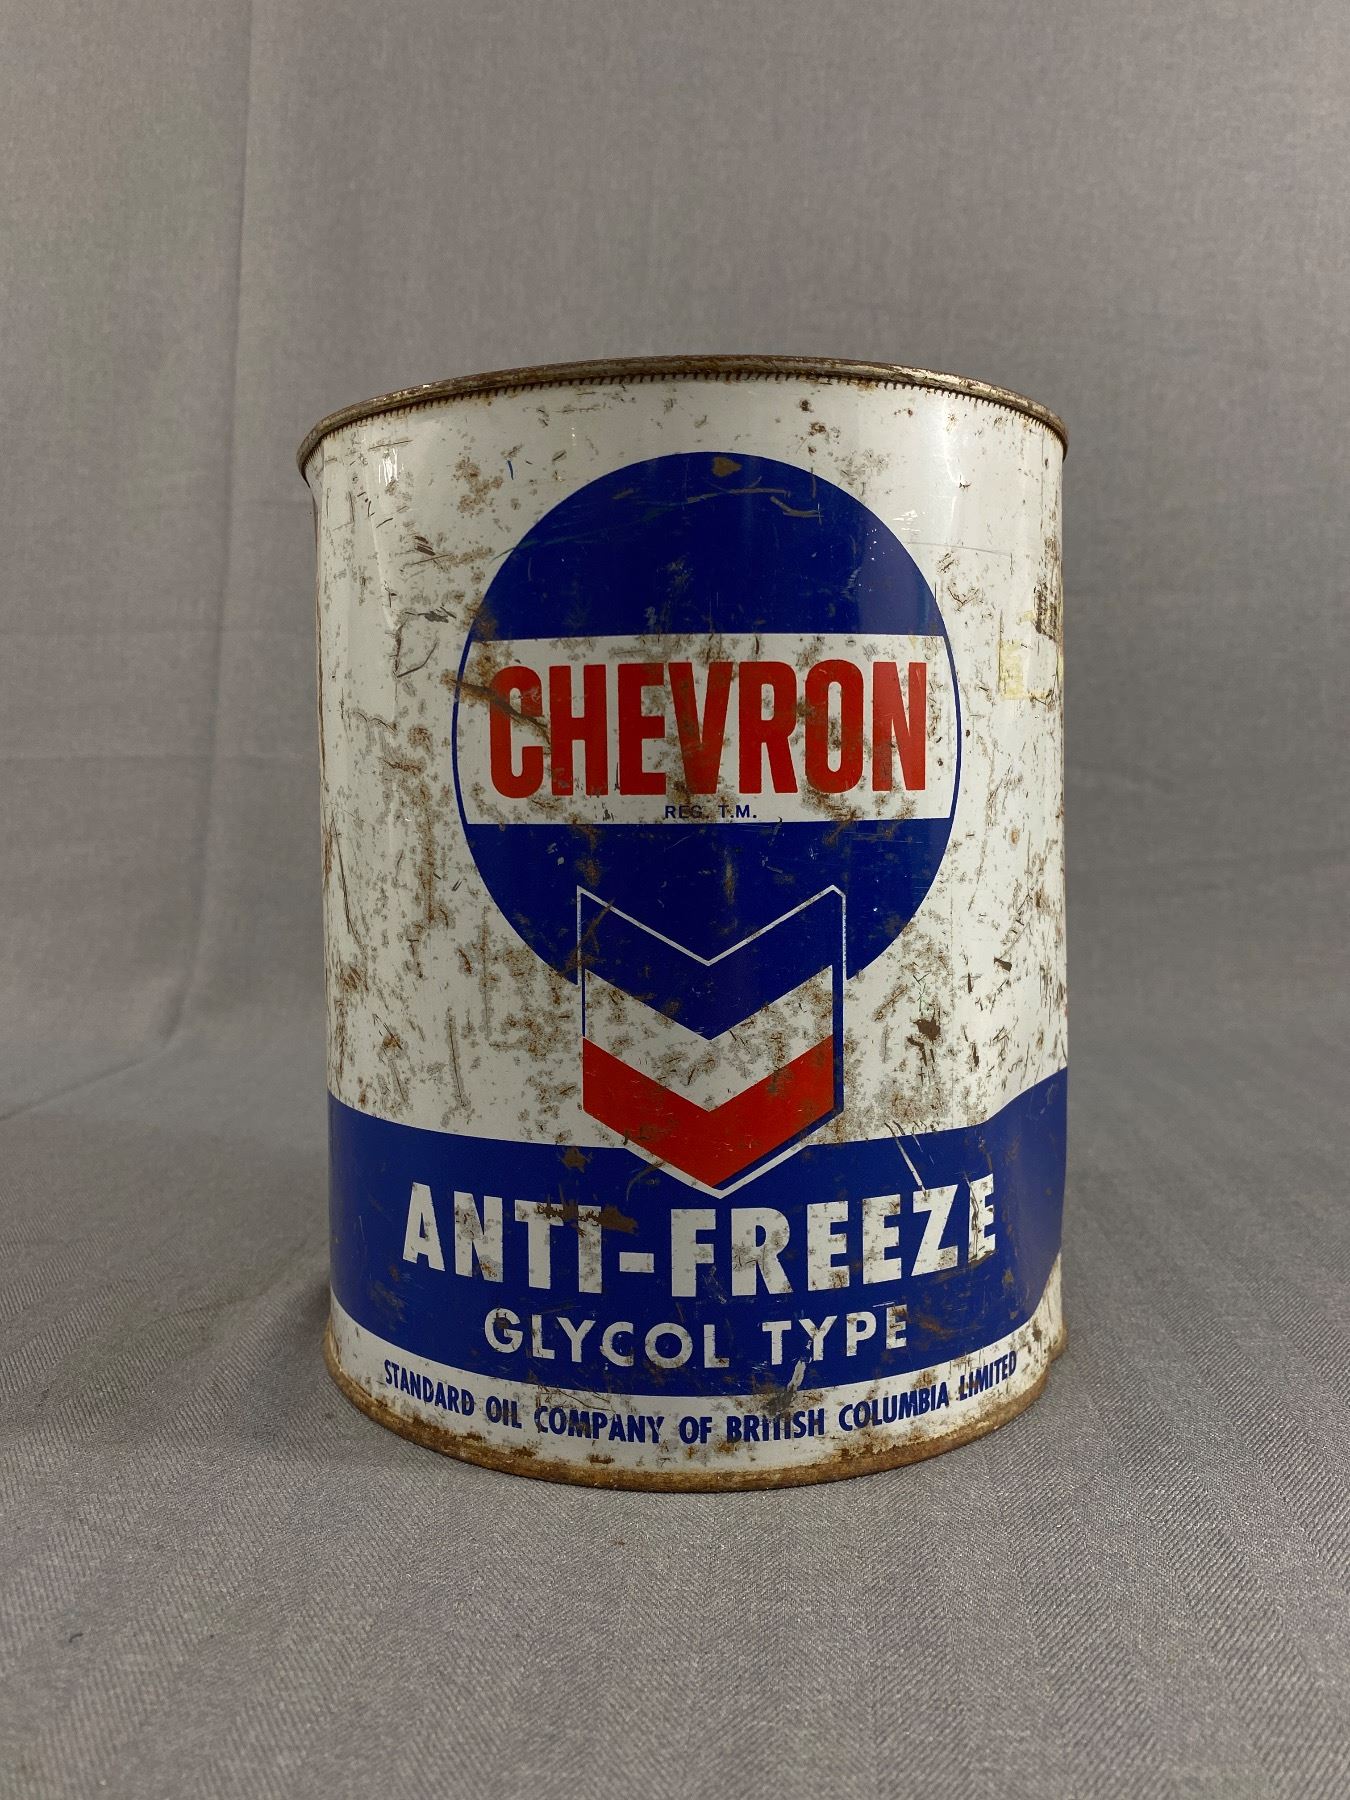 CHEVRON
REG. T.M.
ANTI-FREEZE
GLYCOL TYPE
STANDARD OIL COMPANY OF BRITISH COLUMBIA LIMITED